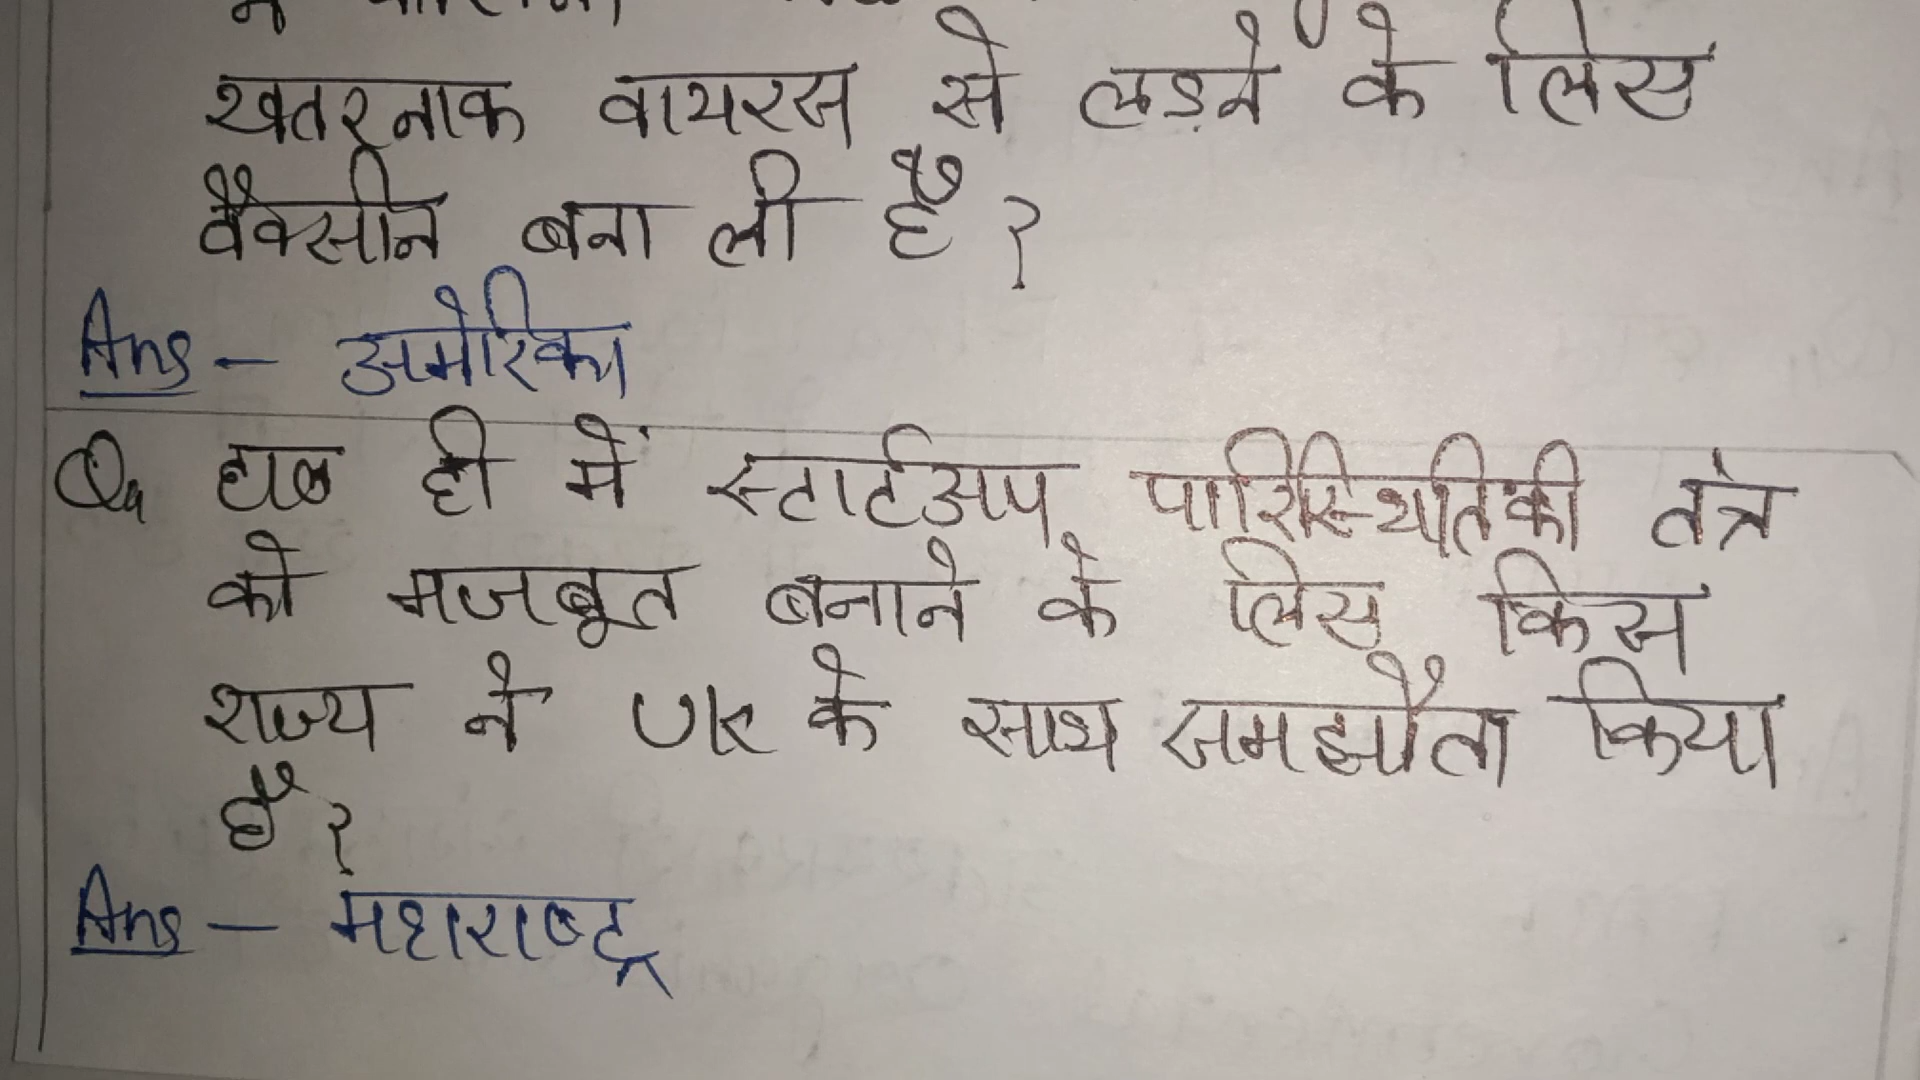 खतरनाक वायरस से लड़ने के लिस
वैक्सीन बना ली है ?
Ans - अमेरिका
Q. हाल ही में स्टार्टअप पारिस्थितिकी तंत्र
को मजबूत बनाने के लिस किस
राज्य ने UK के साथ समझौता किया
है ?
Ans - महाराष्ट्र